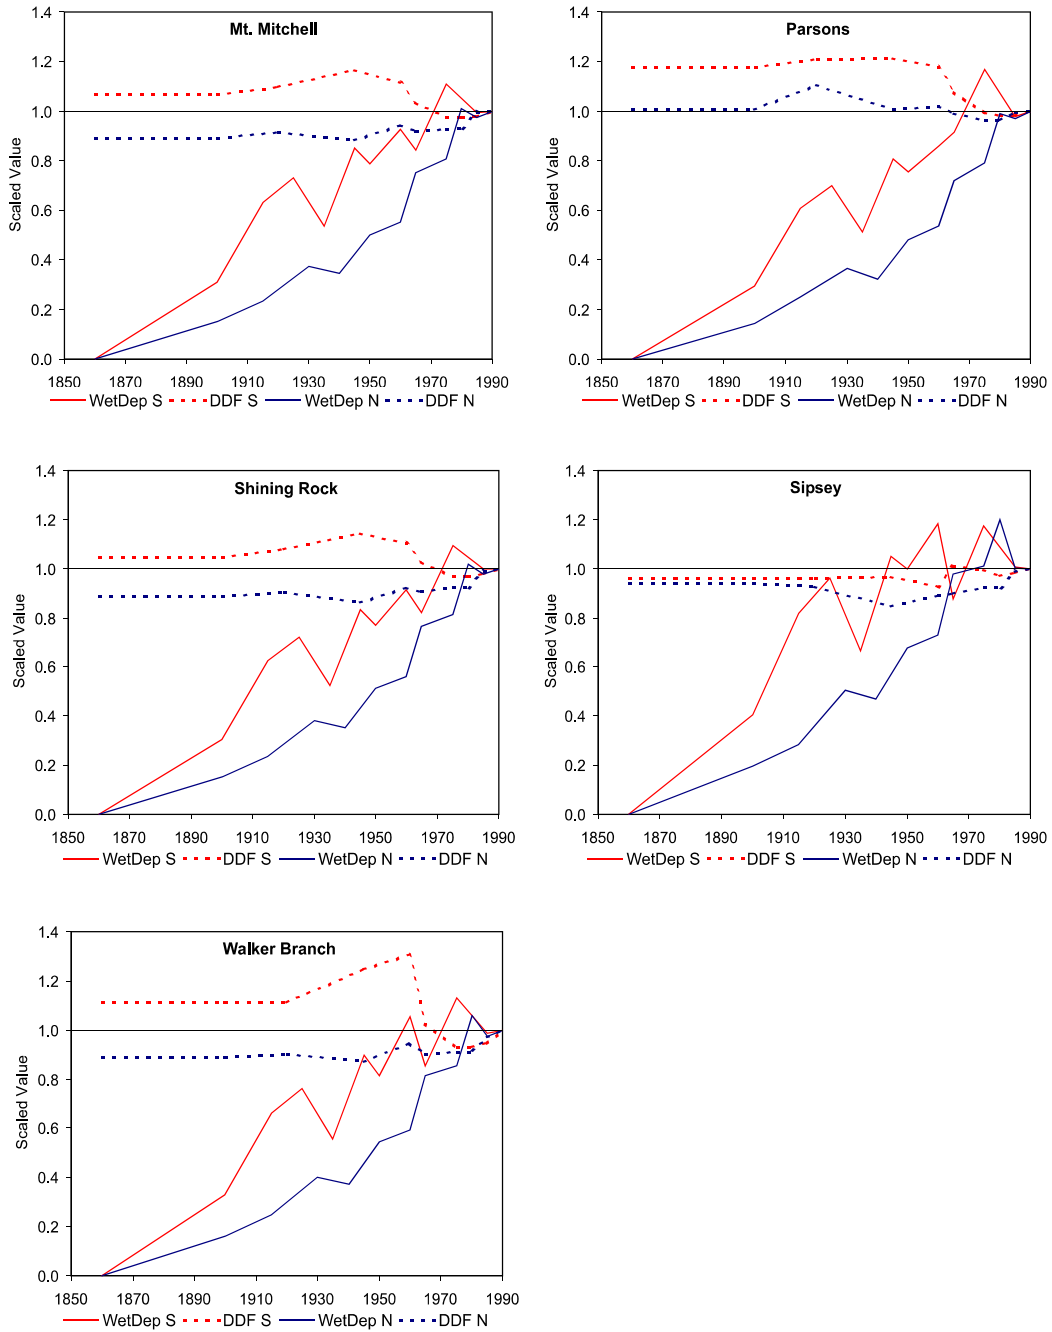 Mt. Mitchell
1.4
1.2
1.0
0.8
0.6
0.4
0.2
0.0
Scaled Value
1850 1870 1890 1910 1930 1950 1970 1990
WetDep S DDF S WetDep N DDF N
Parsons
1.4
1.2
1.0
0.8
0.6
0.4
0.2
0.0
Scaled Value
1850 1870 1890 1910 1930 1950 1970 1990
WetDep S DDF S WetDep N DDF N
Shining Rock
1.4
1.2
1.0
0.8
0.6
0.4
0.2
0.0
Scaled Value
1850 1870 1890 1910 1930 1950 1970 1990
WetDep S DDF S WetDep N DDF N
Sipsey
1.4
1.2
1.0
0.8
0.6
0.4
0.2
0.0
Scaled Value
1850 1870 1890 1910 1930 1950 1970 1990
WetDep S DDF S WetDep N DDF N
Walker Branch
1.4
1.2
1.0
0.8
0.6
0.4
0.2
0.0
Scaled Value
1850 1870 1890 1910 1930 1950 1970 1990
WetDep S DDF S WetDep N DDF N